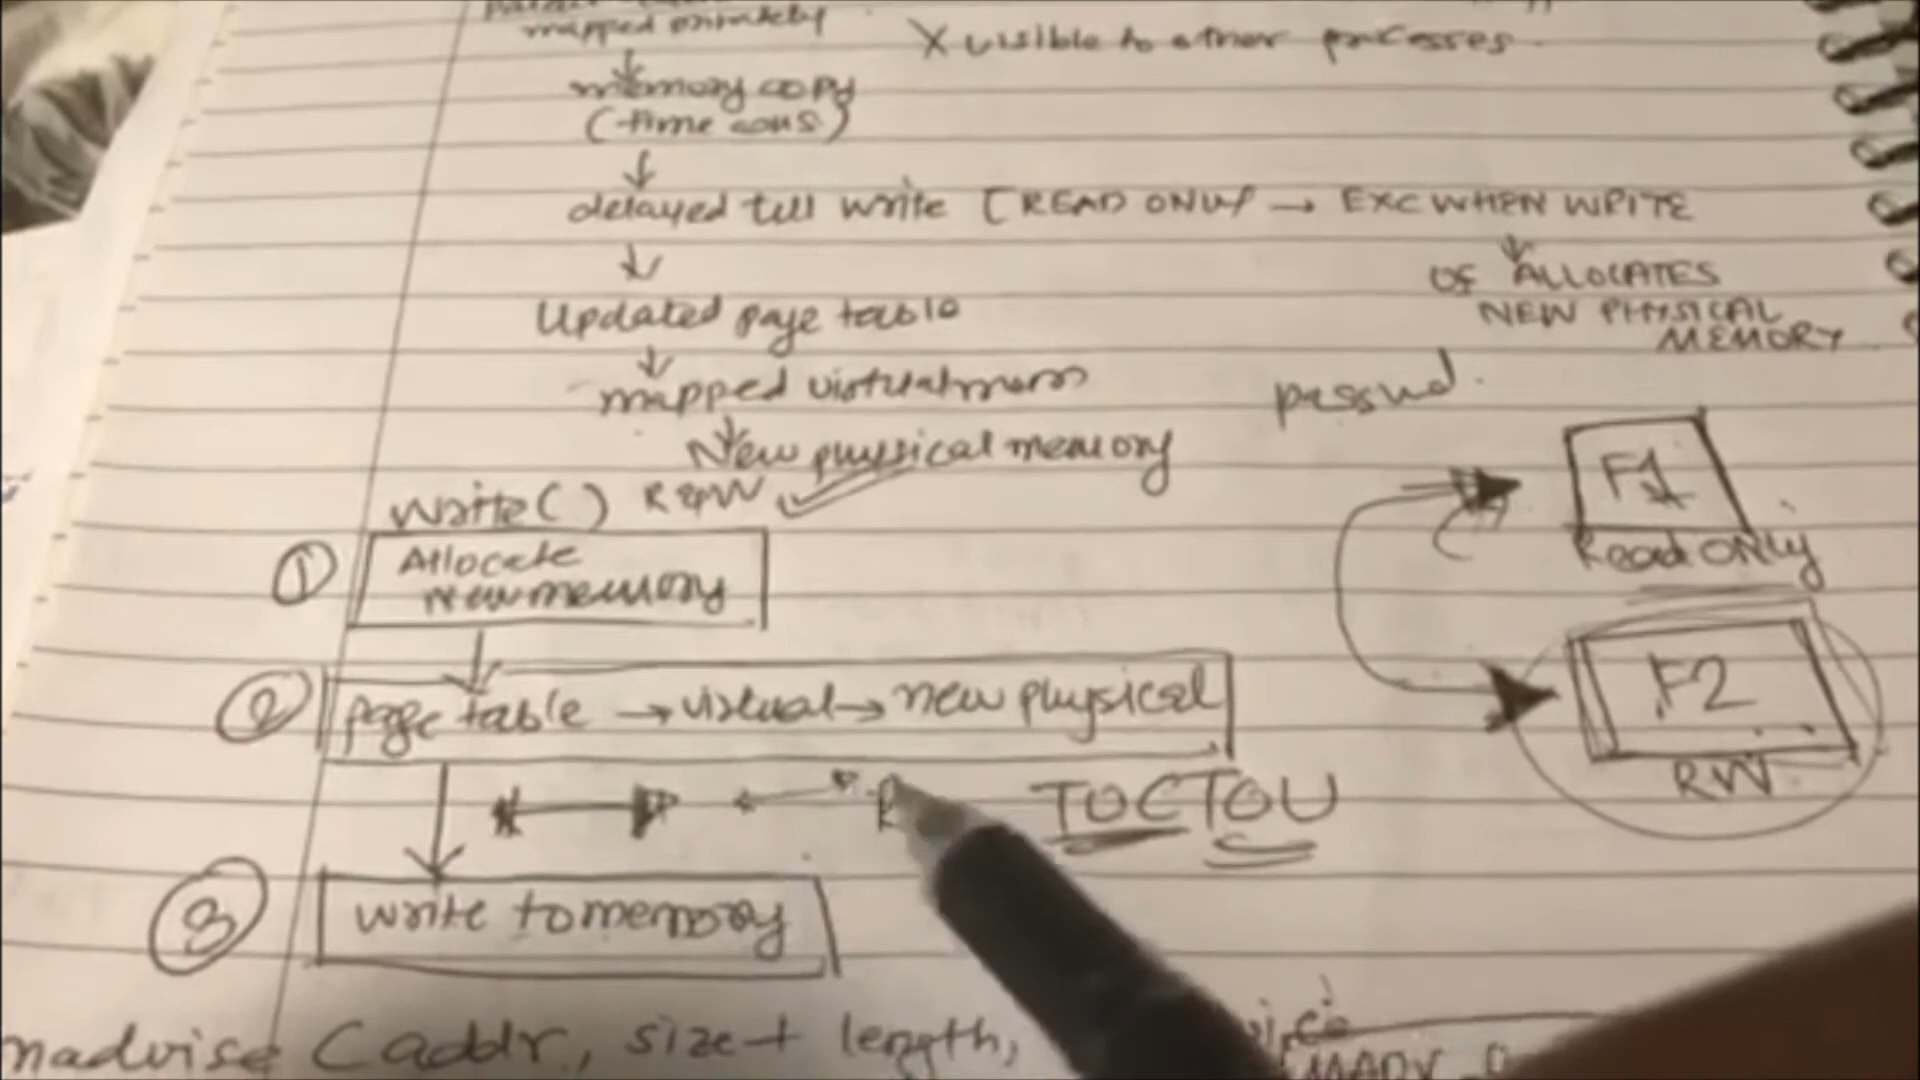 mapped privately
X visible to other processes
memory copy
(time cons)
delayed till write [READ ONLY → EXC WHEN WRITE
OS ALLOCATES
NEW PHYSICAL
MEMORY
Updated page table
mapped virtual mem
New physical memory
write( )
① Allocate
New memory
② page table → virtual → new physical
③ write to memory
F1
Read only
F2
RW
TOCTOU
madvise (addr, size_t length,